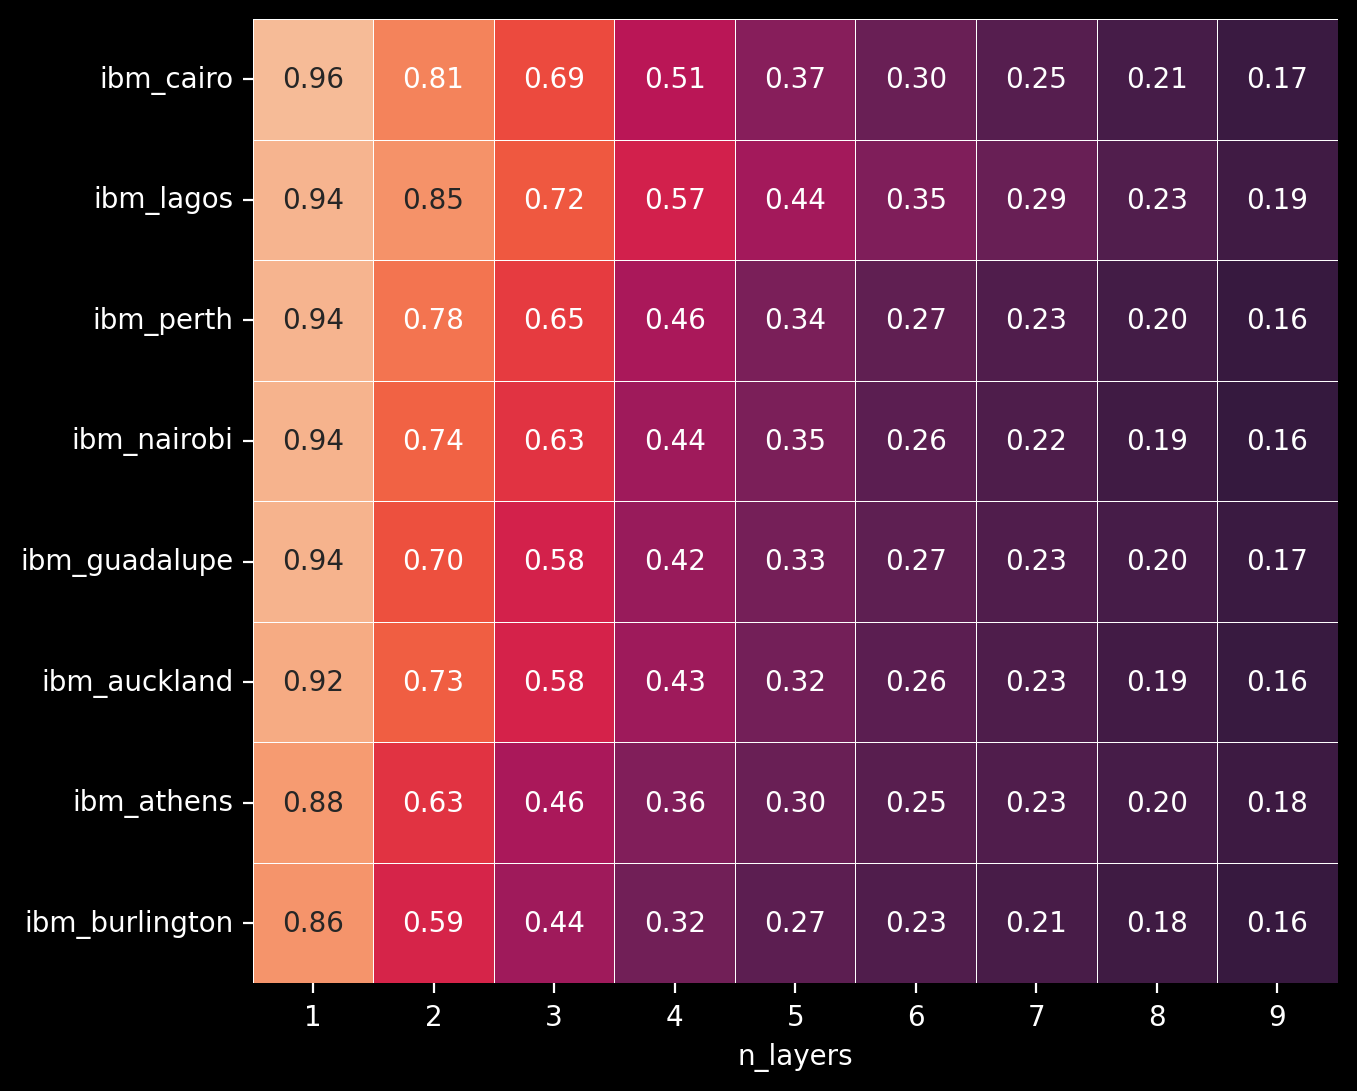 ibm_cairo 0.96 0.81 0.69 0.51 0.37 0.30 0.25 0.21 0.17
ibm_lagos 0.94 0.85 0.72 0.57 0.44 0.35 0.29 0.23 0.19
ibm_perth 0.94 0.78 0.65 0.46 0.34 0.27 0.23 0.20 0.16
ibm_nairobi 0.94 0.74 0.63 0.44 0.35 0.26 0.22 0.19 0.16
ibm_guadalupe 0.94 0.70 0.58 0.42 0.33 0.27 0.23 0.20 0.17
ibm_auckland 0.92 0.73 0.58 0.43 0.32 0.26 0.23 0.19 0.16
ibm_athens 0.88 0.63 0.46 0.36 0.30 0.25 0.23 0.20 0.18
ibm_burlington 0.86 0.59 0.44 0.32 0.27 0.23 0.21 0.18 0.16
1 2 3 4 5 6 7 8 9
n_layers